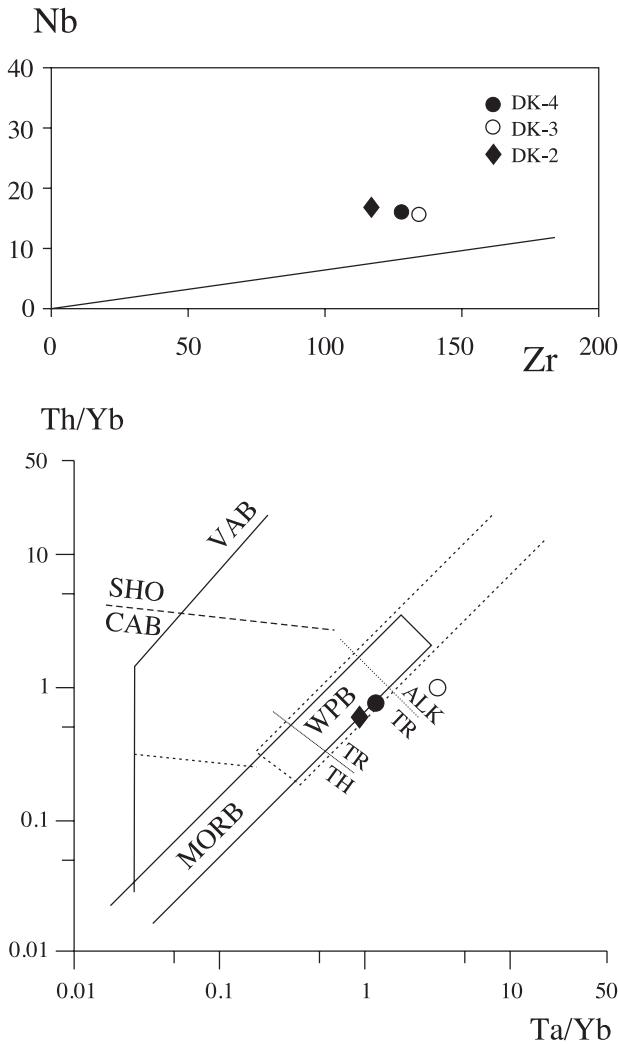 Nb
40
30
20
10
0
DK-4
DK-3
DK-2
0 50 100 150 200
Zr
Th/Yb
50
10
1
0.1
0.01
VAB
SHO
CAB
WPB
ALK
TR
TR
TH
MORB
0.01 0.1 1 10 50
Ta/Yb